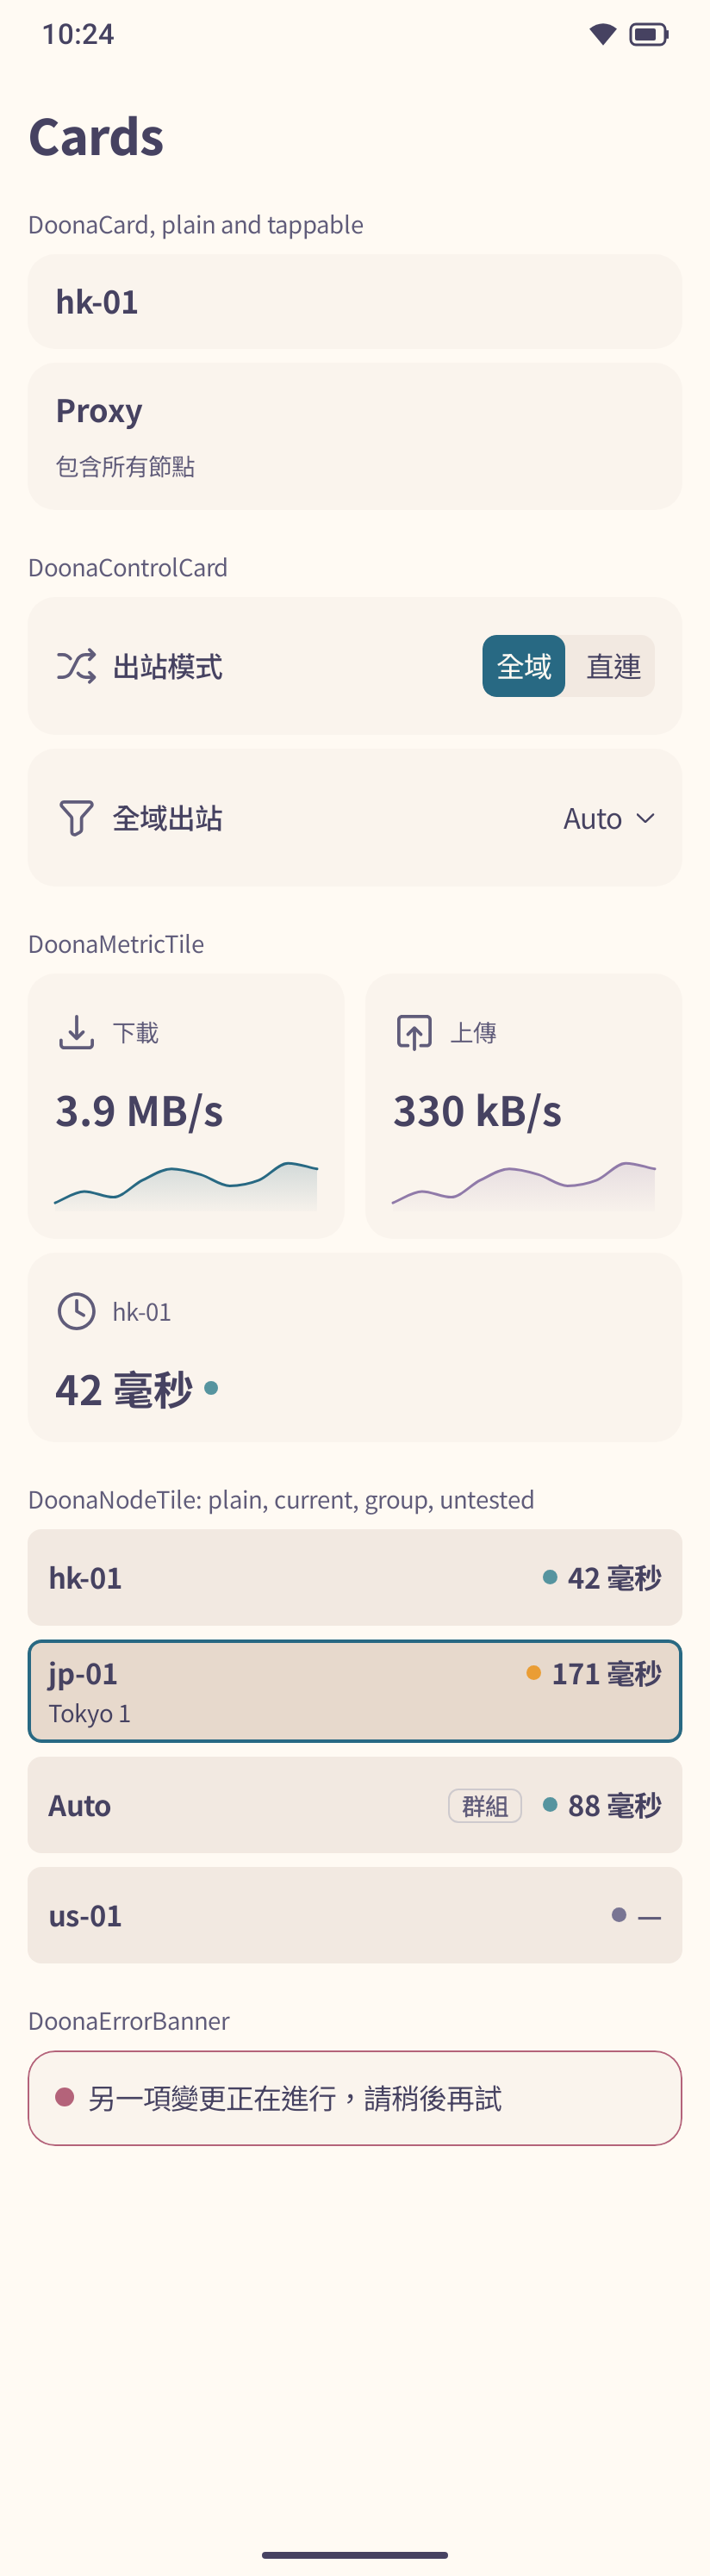 10:24
Cards
DoonaCard, plain and tappable
hk-01
Proxy
包含所有節點
DoonaControlCard
出站模式 全域 直連
全域出站 Auto
DoonaMetricTile
下載 上傳
3.9 MB/s 330 kB/s
hk-01
42 毫秒
DoonaNodeTile: plain, current, group, untested
hk-01 42 毫秒
jp-01 171 毫秒
Tokyo 1
Auto 群組 88 毫秒
us-01 —
DoonaErrorBanner
另一項變更正在進行，請稍後再試